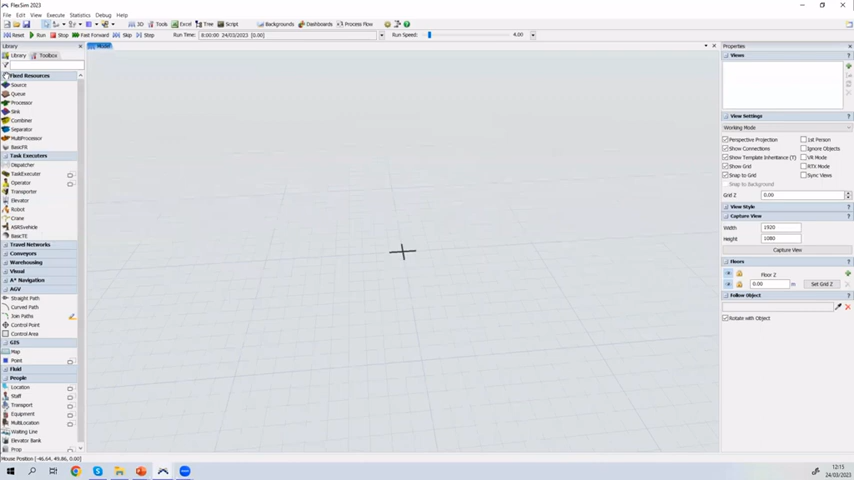 FlexSim 2023
File Edit View Execute Statistics Debug Help
3D Tools Excel Tree Script Backgrounds Dashboards Process Flow
Reset Run Stop Fast Forward Skip Step Run Time: 8:00:00 24/03/2023 [0.00] Run Speed: 4.00
Library
Library Toolbox
Fixed Resources
Source
Queue
Processor
Sink
Combiner
Separator
MultiProcessor
BasicFR
Task Executers
Dispatcher
TaskExecuter
Operator
Transporter
Elevator
Robot
Crane
ASRSvehicle
BasicTE
Travel Networks
Conveyors
Warehousing
Visual
A* Navigation
AGV
Straight Path
Curved Path
Join Paths
Control Point
Control Area
GIS
Map
Point
Fluid
People
Location
Staff
Transport
Equipment
MultiLocation
Waiting Line
Elevator Bank
Prop
Model
Properties
Views
View Settings
Working Mode
Perspective Projection 1st Person
Show Connections Ignore Objects
Show Template Inheritance (T) VR Mode
Show Grid RTX Mode
Snap to Grid Sync Views
Snap to Background
Grid Z 0.00
View Style
Capture View
Width 1920
Height 1080
Capture View
Floors
Floor Z
0.00 m Set Grid Z
Follow Object
Rotate with Object
Mouse Position [-46.64, 49.86, 0.00]
12:15
24/03/2023